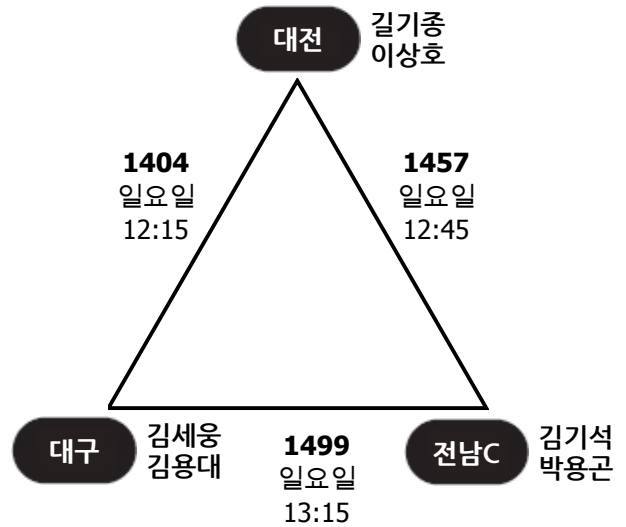 대전
길기종
이상호
1404
일요일
12:15
1457
일요일
12:45
대구
김세웅
김용대
1499
일요일
13:15
전남C
김기석
박용곤